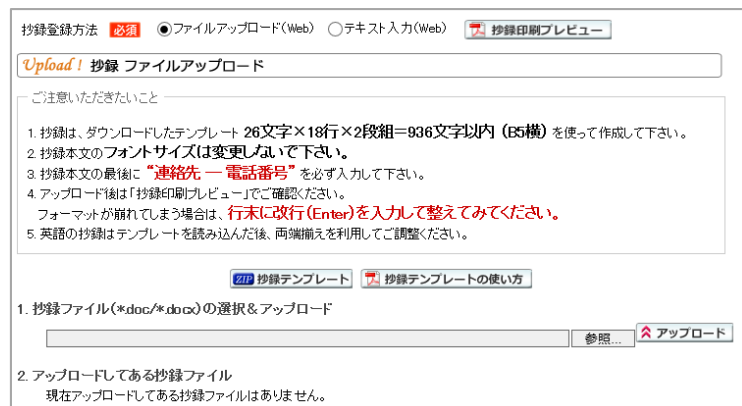 抄録登録方法 必須 ファイルアップロード(Web) テキスト入力(Web) 抄録印刷プレビュー
Upload! 抄録 ファイルアップロード
ご注意いただきたいこと
1. 抄録は、ダウンロードしたテンプレート 26文字×18行×2段組=936文字以内 (B5横) を使って作成して下さい。
2. 抄録本文のフォントサイズは変更しないで下さい。
3. 抄録本文の最後に “連絡先 ― 電話番号” を必ず入力して下さい。
4. アップロード後は「抄録印刷プレビュー」でご確認ください。
フォーマットが崩れてしまう場合は、行末に改行(Enter)を入力して整えてみてください。
5. 英語の抄録はテンプレートを読み込んだ後、両端揃えを利用してご調整ください。
ZIP 抄録テンプレート 抄録テンプレートの使い方
1. 抄録ファイル(*.doc/*.docx)の選択&アップロード
参照... アップロード
2. アップロードしてある抄録ファイル
現在アップロードしてある抄録ファイルはありません。